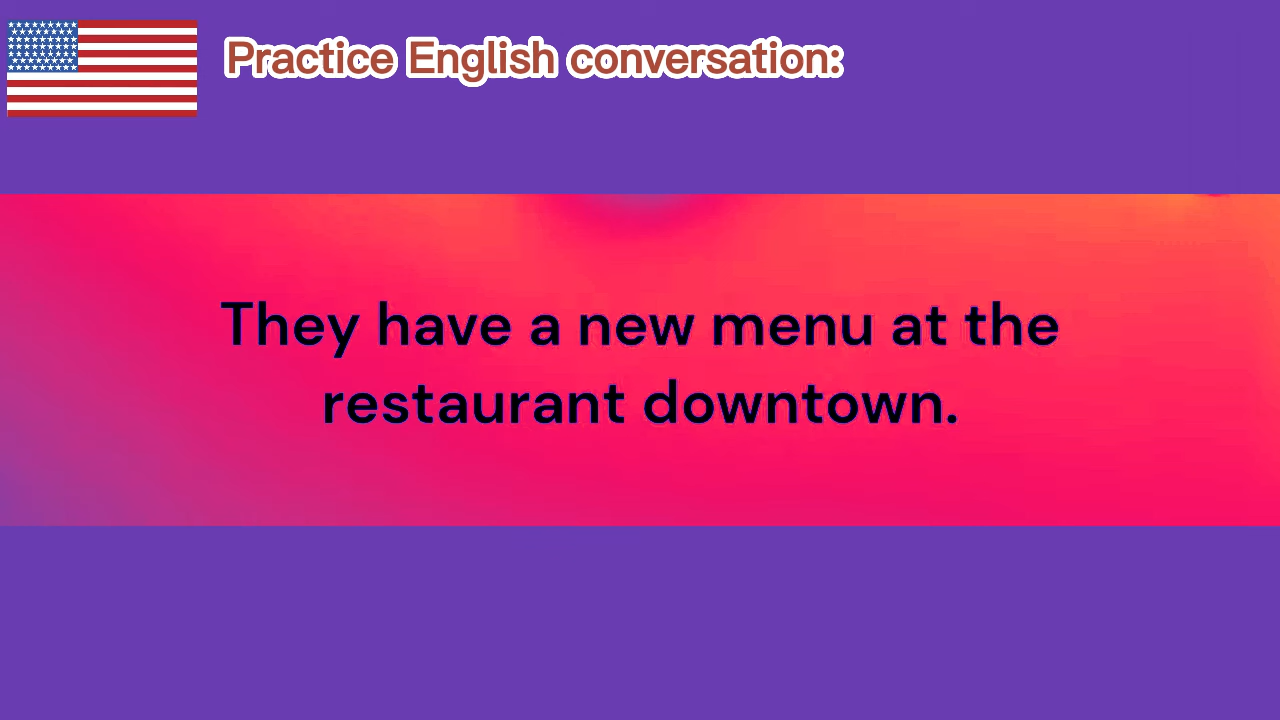 Practice English conversation:
They have a new menu at the
restaurant downtown.